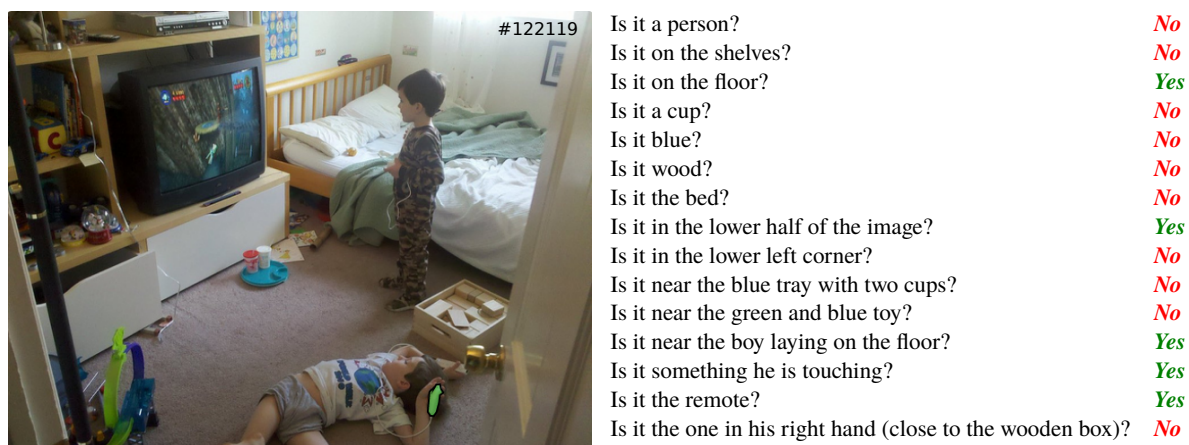 #122119
Is it a person? No
Is it on the shelves? No
Is it on the floor? Yes
Is it a cup? No
Is it blue? No
Is it wood? No
Is it the bed? No
Is it in the lower half of the image? Yes
Is it in the lower left corner? No
Is it near the blue tray with two cups? No
Is it near the green and blue toy? No
Is it near the boy laying on the floor? Yes
Is it something he is touching? Yes
Is it the remote? Yes
Is it the one in his right hand (close to the wooden box)? No